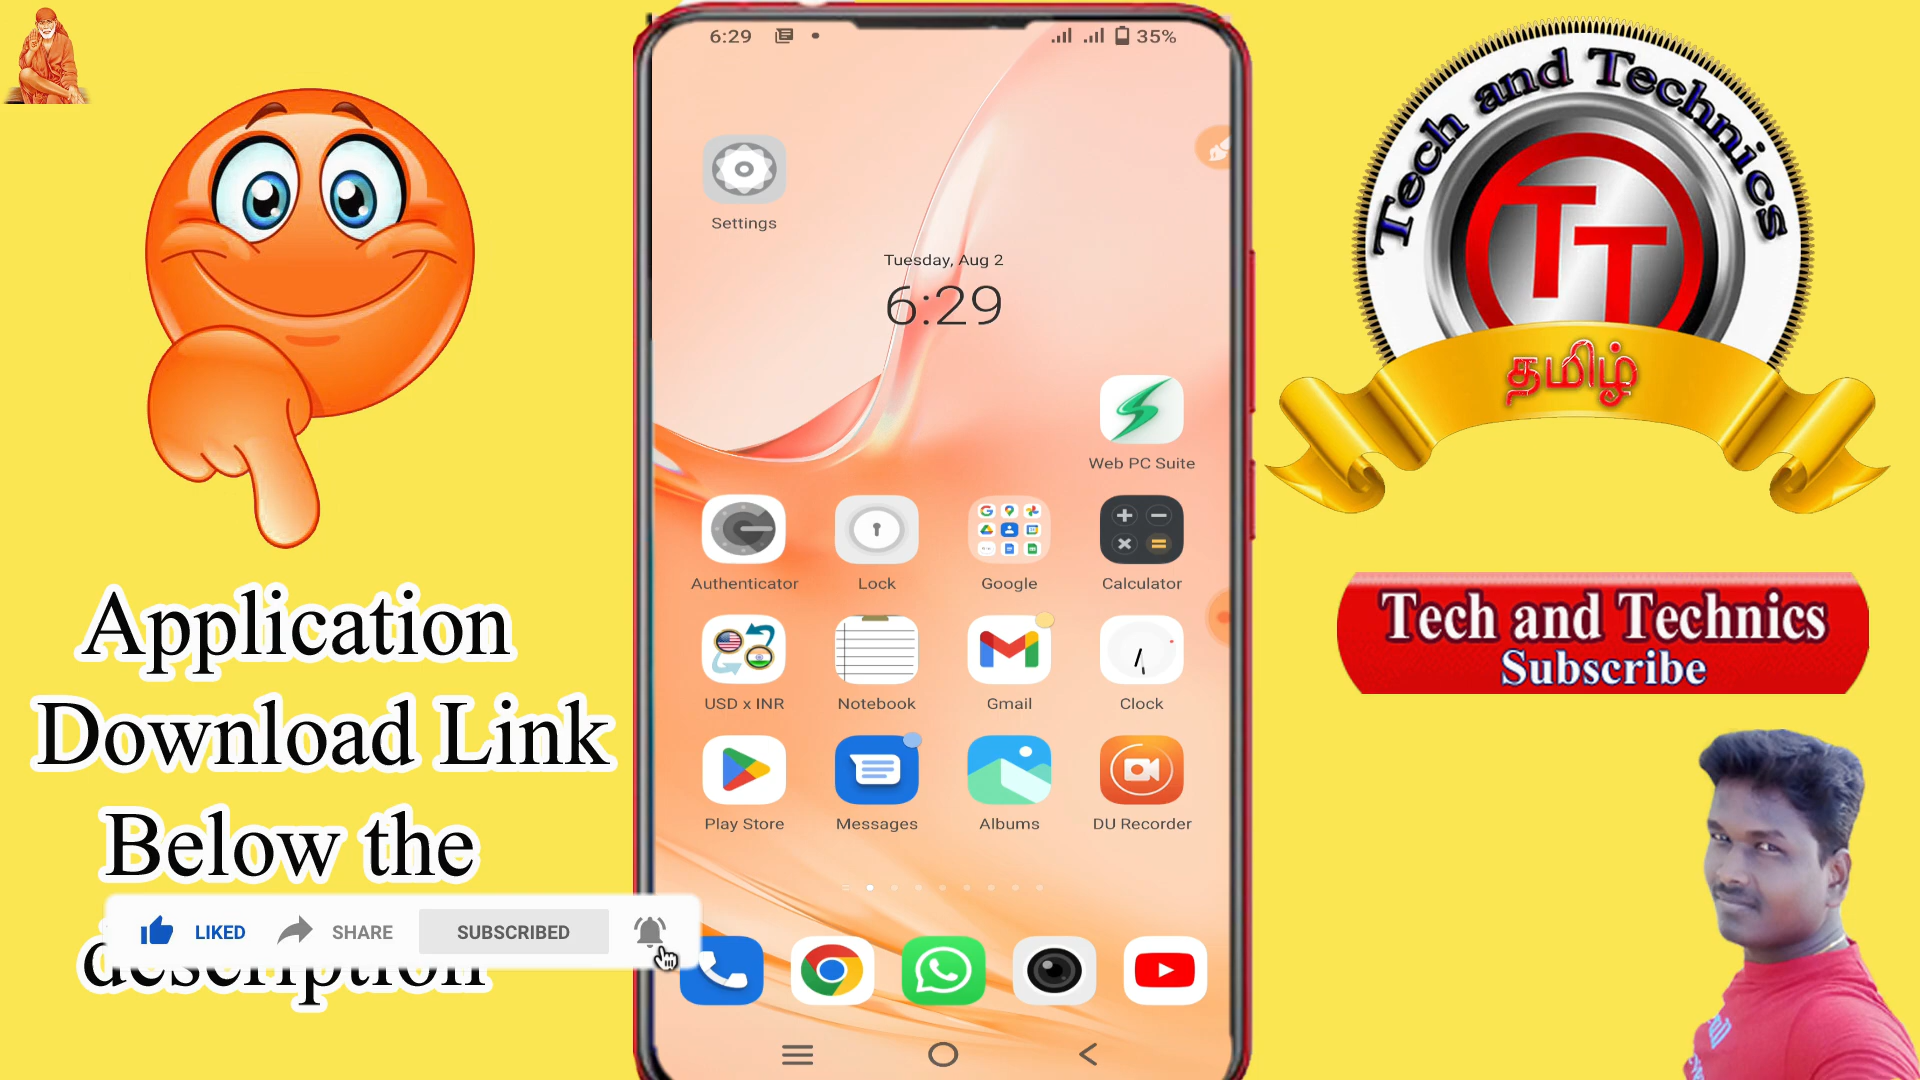 6:29
35%
Settings
Tuesday, Aug 2
6:29
Web PC Suite
Authenticator
Lock
Google
Calculator
USD x INR
Notebook
Gmail
Clock
Play Store
Messages
Albums
DU Recorder
Application
Download Link
Below the
description
LIKED
SHARE
SUBSCRIBED
Tech and Technics
TT
தமிழ்
Tech and Technics
Subscribe